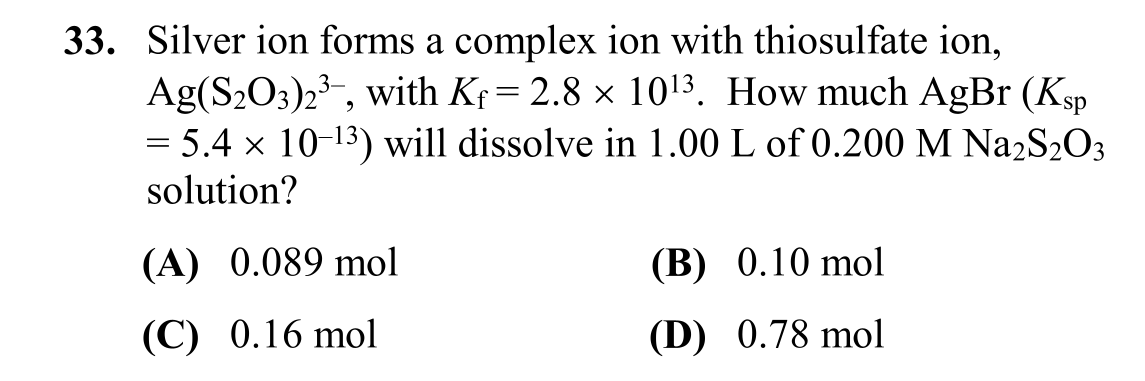 33. Silver ion forms a complex ion with thiosulfate ion,
Ag(S₂O₃)₂³⁻, with K_f = 2.8 × 10¹³. How much AgBr (K_sp
= 5.4 × 10⁻¹³) will dissolve in 1.00 L of 0.200 M Na₂S₂O₃
solution?
(A) 0.089 mol (B) 0.10 mol
(C) 0.16 mol (D) 0.78 mol